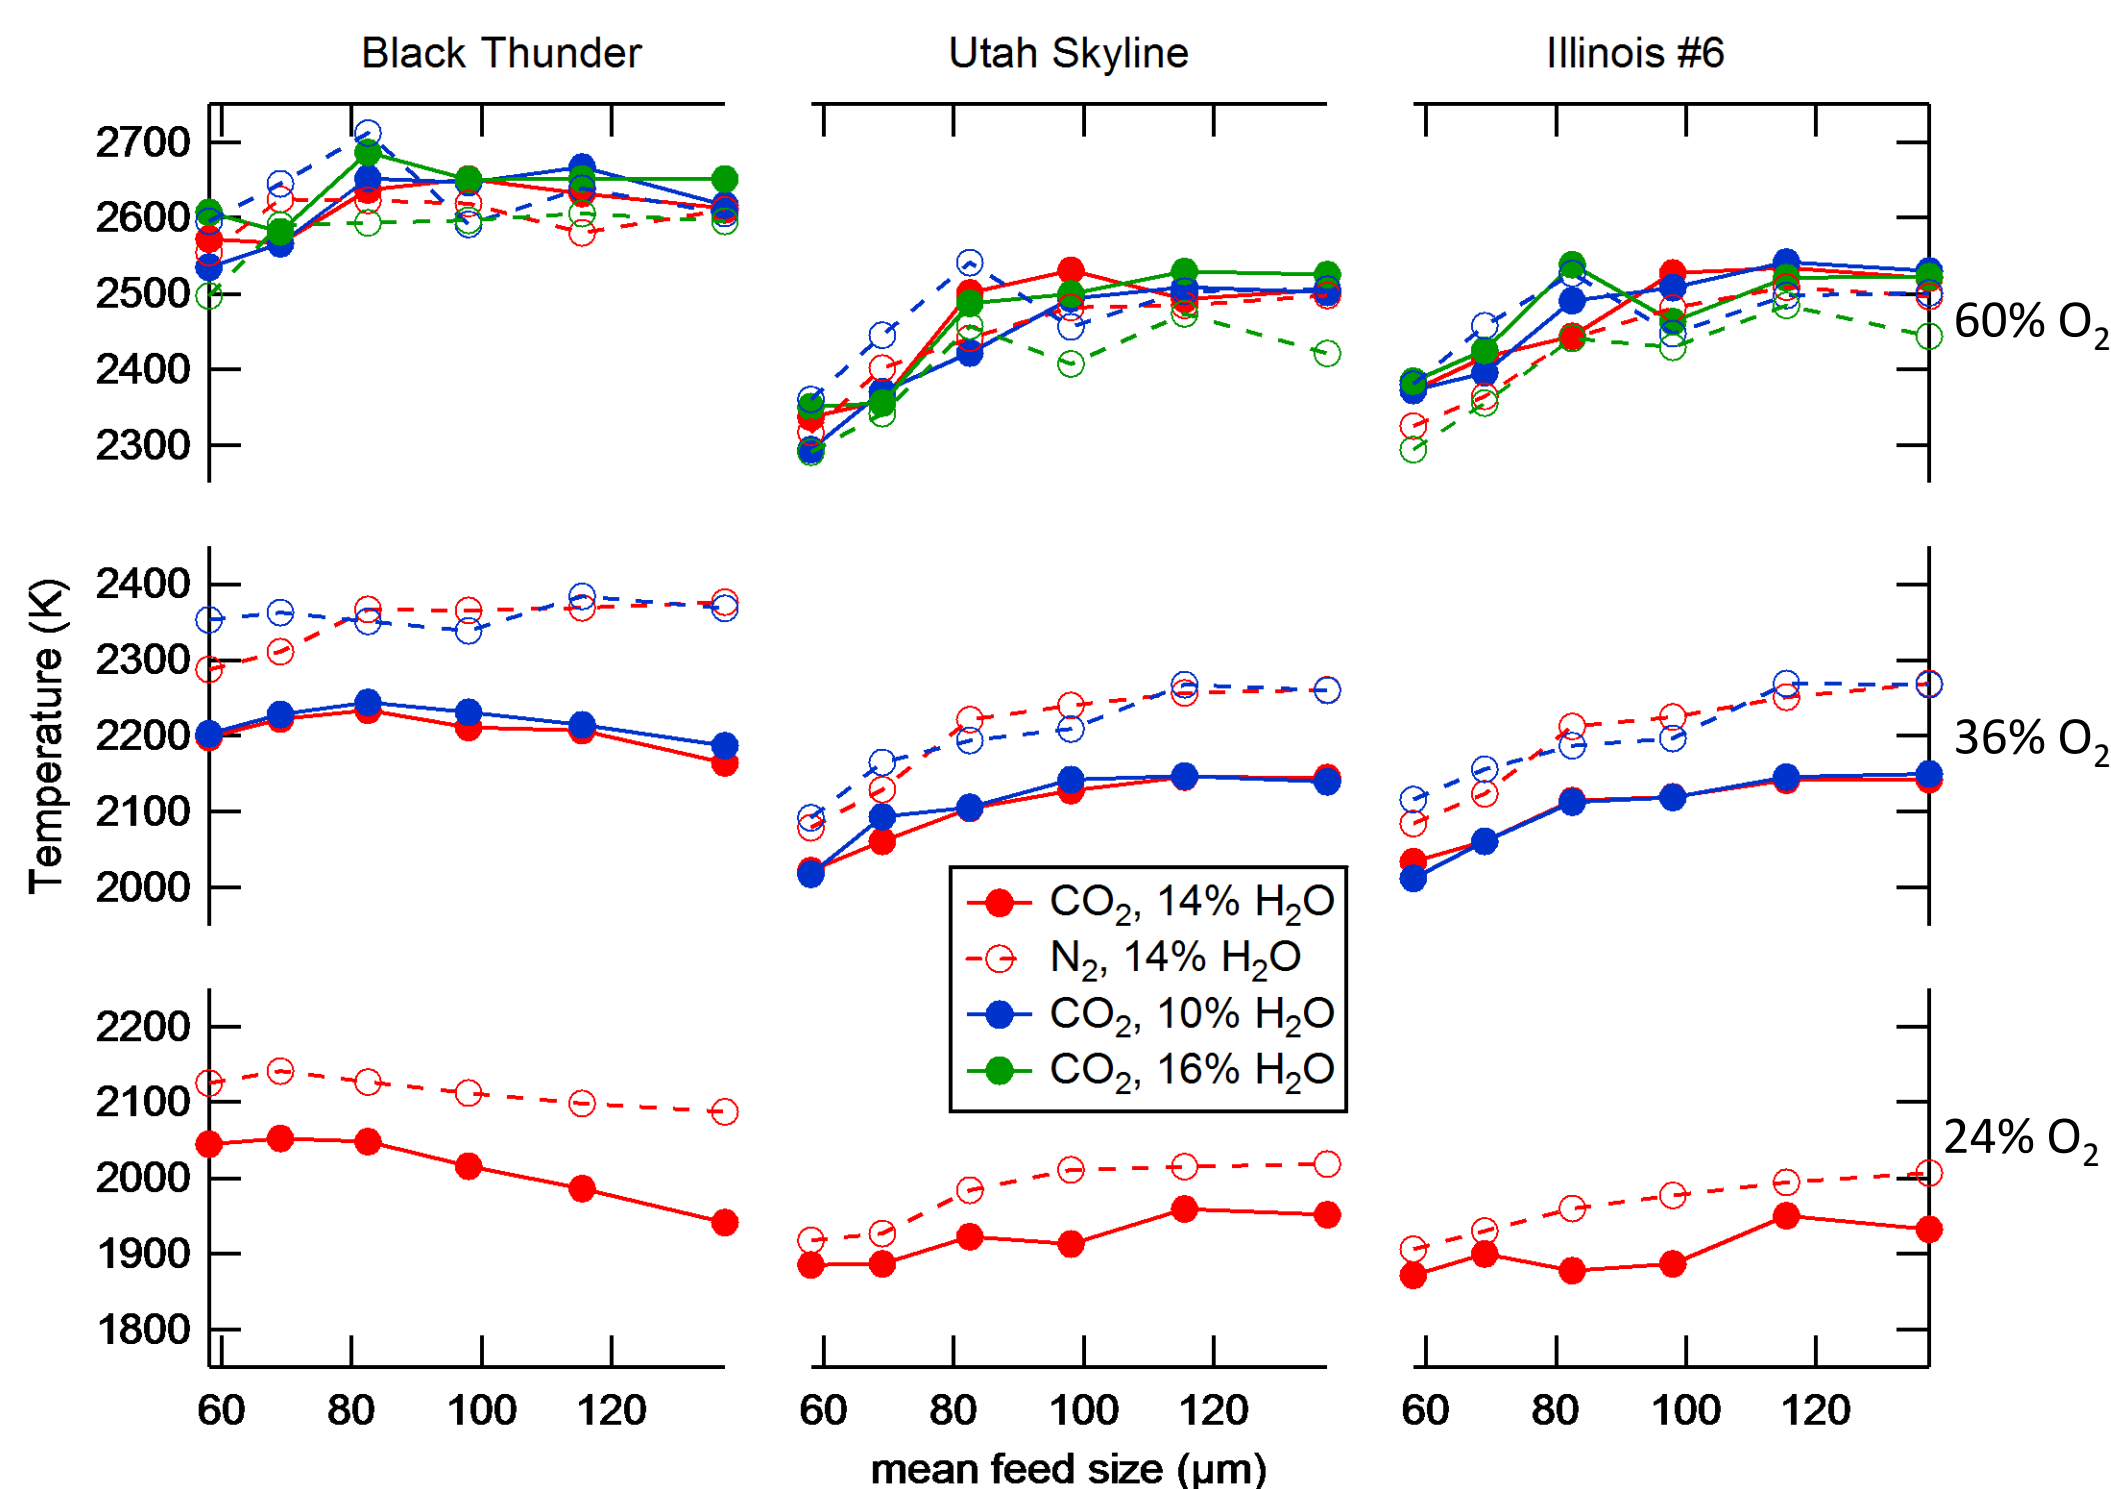 Black Thunder
Utah Skyline
Illinois #6
2700
2600
2500
2400
2300
60% O₂
2400
2300
2200
2100
2000
36% O₂
Temperature (K)
CO₂, 14% H₂O
N₂, 14% H₂O
CO₂, 10% H₂O
CO₂, 16% H₂O
2200
2100
2000
1900
1800
24% O₂
60 80 100 120
60 80 100 120
60 80 100 120
mean feed size (µm)